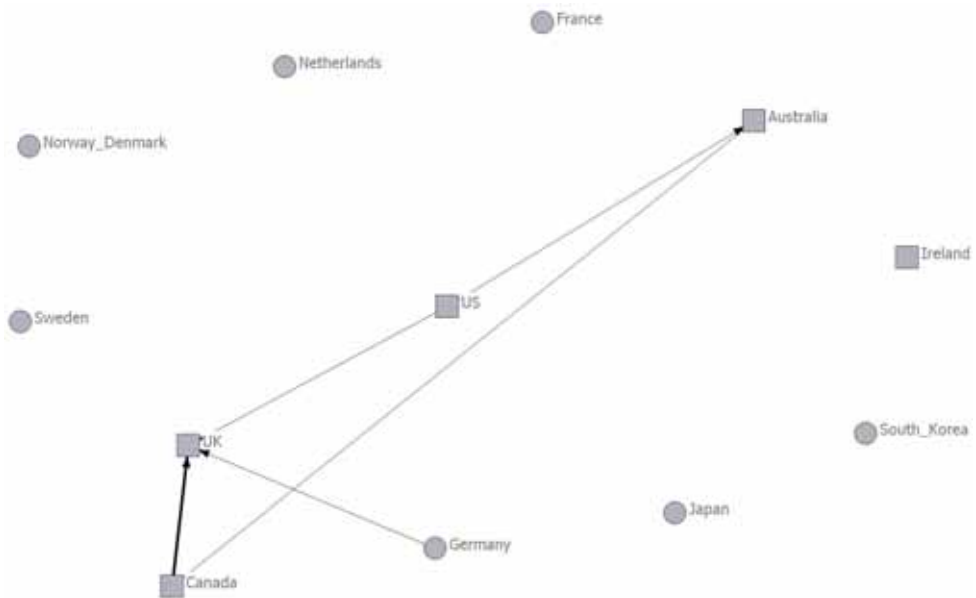 France
Netherlands
Australia
Norway_Denmark
Ireland
US
Sweden
South_Korea
UK
Japan
Germany
Canada